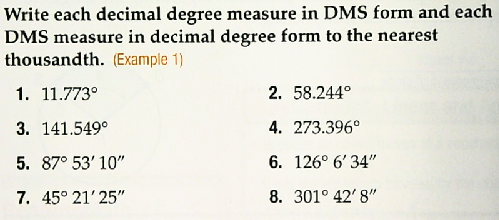 Write each decimal degree measure in DMS form and each
DMS measure in decimal degree form to the nearest
thousandth. (Example 1)
1. 11.773° 2. 58.244°
3. 141.549° 4. 273.396°
5. 87° 53′ 10″ 6. 126° 6′ 34″
7. 45° 21′ 25″ 8. 301° 42′ 8″